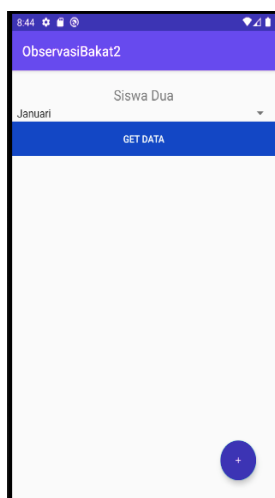 8:44
ObservasiBakat2
Siswa Dua
Januari
GET DATA
+